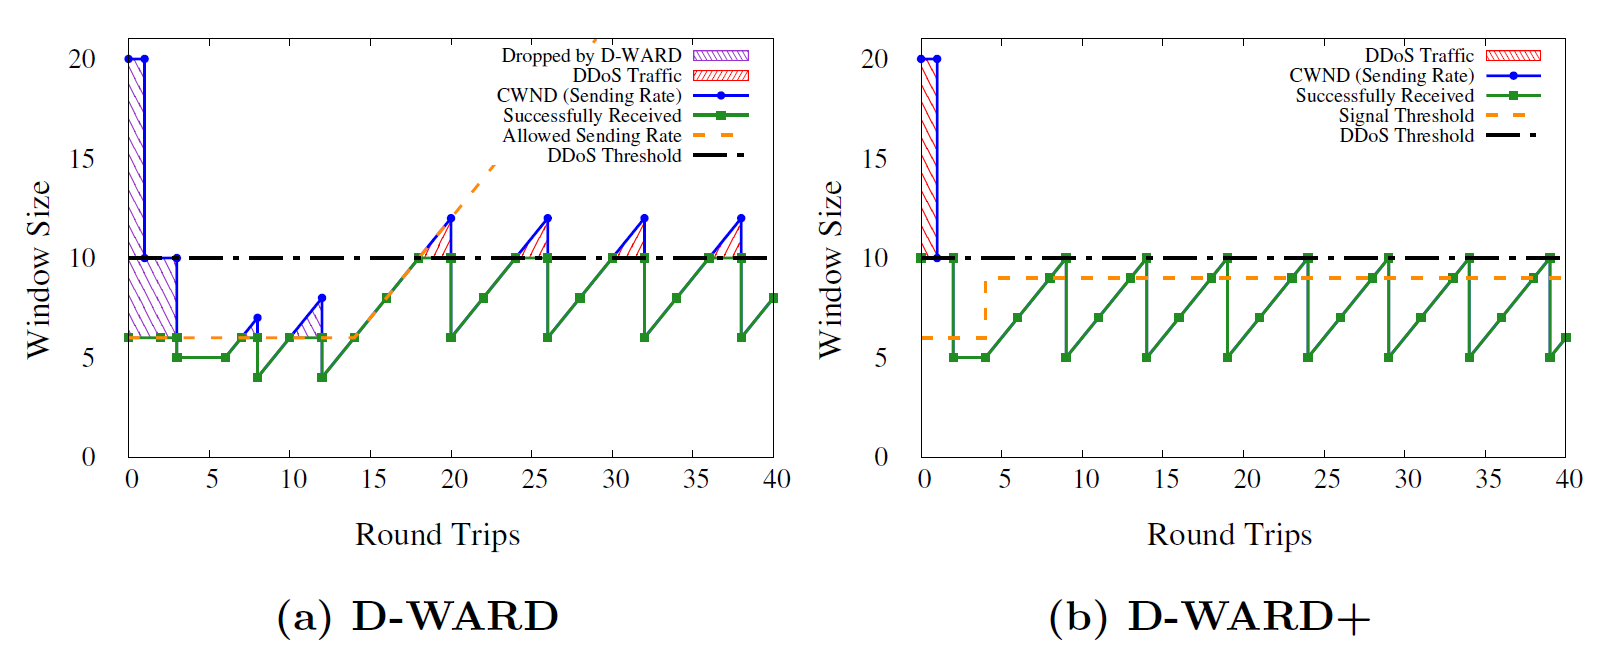 Dropped by D-WARD
DDoS Traffic
CWND (Sending Rate)
Successfully Received
Allowed Sending Rate
DDoS Threshold
20
15
10
5
0
Window Size
0 5 10 15 20 25 30 35 40
Round Trips
(a) D-WARD
DDoS Traffic
CWND (Sending Rate)
Successfully Received
Signal Threshold
DDoS Threshold
20
15
10
5
0
Window Size
0 5 10 15 20 25 30 35 40
Round Trips
(b) D-WARD+